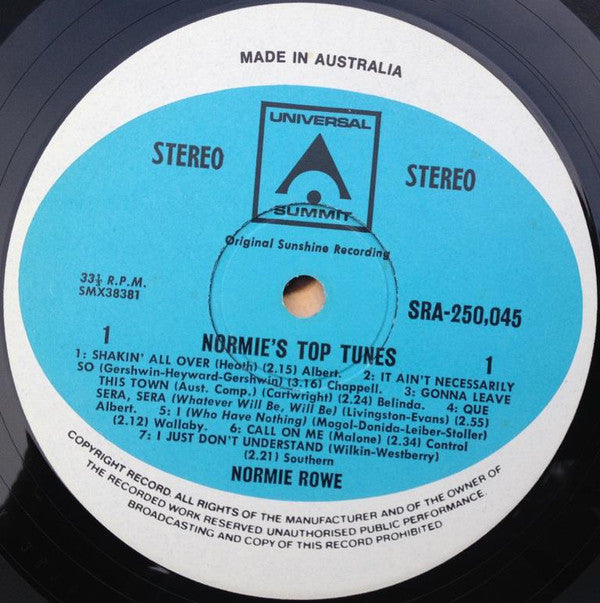 MADE IN AUSTRALIA
UNIVERSAL
SUMMIT
STEREO
STEREO
Original Sunshine Recording
33⅓ R.P.M.
SMX38381
SRA-250,045
1
1
NORMIE'S TOP TUNES
1: SHAKIN' ALL OVER (Heath) (2.15) Albert. 2: IT AIN'T NECESSARILY
SO (Gershwin-Heyward-Gershwin) (3.16) Chappell. 3: GONNA LEAVE
THIS TOWN (Aust. Comp.) (Cartwright) (2.24) Belinda. 4: QUE
SERA, SERA (Whatever Will Be, Will Be) (Livingston-Evans) (2.55)
Albert. 5: I (Who Have Nothing) (Mogol-Donida-Leiber-Stoller)
(2.12) Wallaby. 6: CALL ON ME (Malone) (2.34) Control
7: I JUST DON'T UNDERSTAND (Wilkin-Westberry)
(2.21) Southern
NORMIE ROWE
COPYRIGHT RECORD. ALL RIGHTS OF THE MANUFACTURER AND OF THE OWNER OF
THE RECORDED WORK RESERVED UNAUTHORISED PUBLIC PERFORMANCE.
BROADCASTING AND COPY OF THIS RECORD PROHIBITED